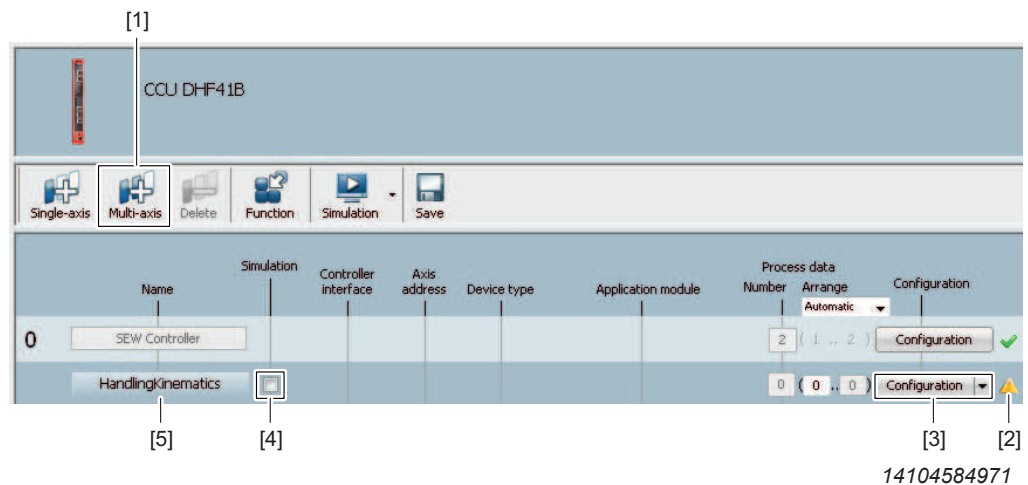 [1]
CCU DHF41B
Single-axis Multi-axis Delete Function Simulation Save
Name Simulation Controller interface Axis address Device type Application module Process data Number Arrange Automatic Configuration
0 SEW Controller 2 ( 1 .. 2 ) Configuration
HandlingKinematics 0 ( 0 .. 0 ) Configuration
[5] [4] [3] [2]
14104584971